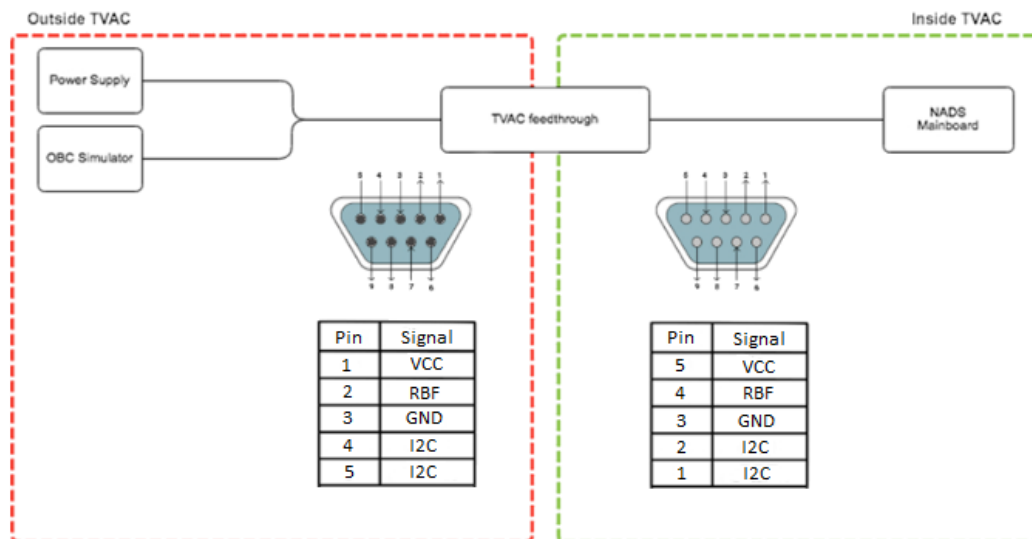 Outside TVAC
Inside TVAC
Power Supply
OBC Simulator
TVAC feedthrough
NADS
Mainboard
5 4 3 2 1
9 8 7 6
5 4 3 2 1
9 8 7 6
Pin Signal
1 VCC
2 RBF
3 GND
4 I2C
5 I2C
Pin Signal
5 VCC
4 RBF
3 GND
2 I2C
1 I2C